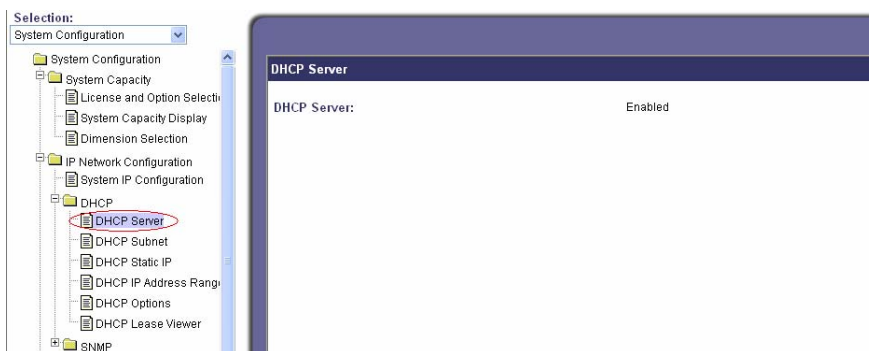 Selection:
System Configuration
System Configuration
System Capacity
License and Option Selecti
System Capacity Display
Dimension Selection
IP Network Configuration
System IP Configuration
DHCP
DHCP Server
DHCP Subnet
DHCP Static IP
DHCP IP Address Rang
DHCP Options
DHCP Lease Viewer
SNMP
DHCP Server
DHCP Server: Enabled